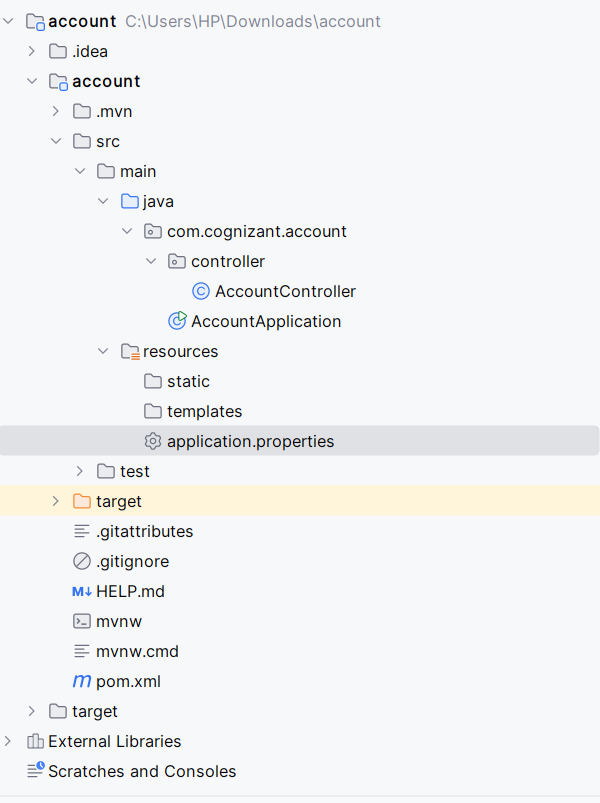 account C:\Users\HP\Downloads\account
.idea
account
.mvn
src
main
java
com.cognizant.account
controller
C AccountController
AccountApplication
resources
static
templates
application.properties
test
target
.gitattributes
.gitignore
M↓ HELP.md
mvnw
mvnw.cmd
m pom.xml
target
External Libraries
Scratches and Consoles